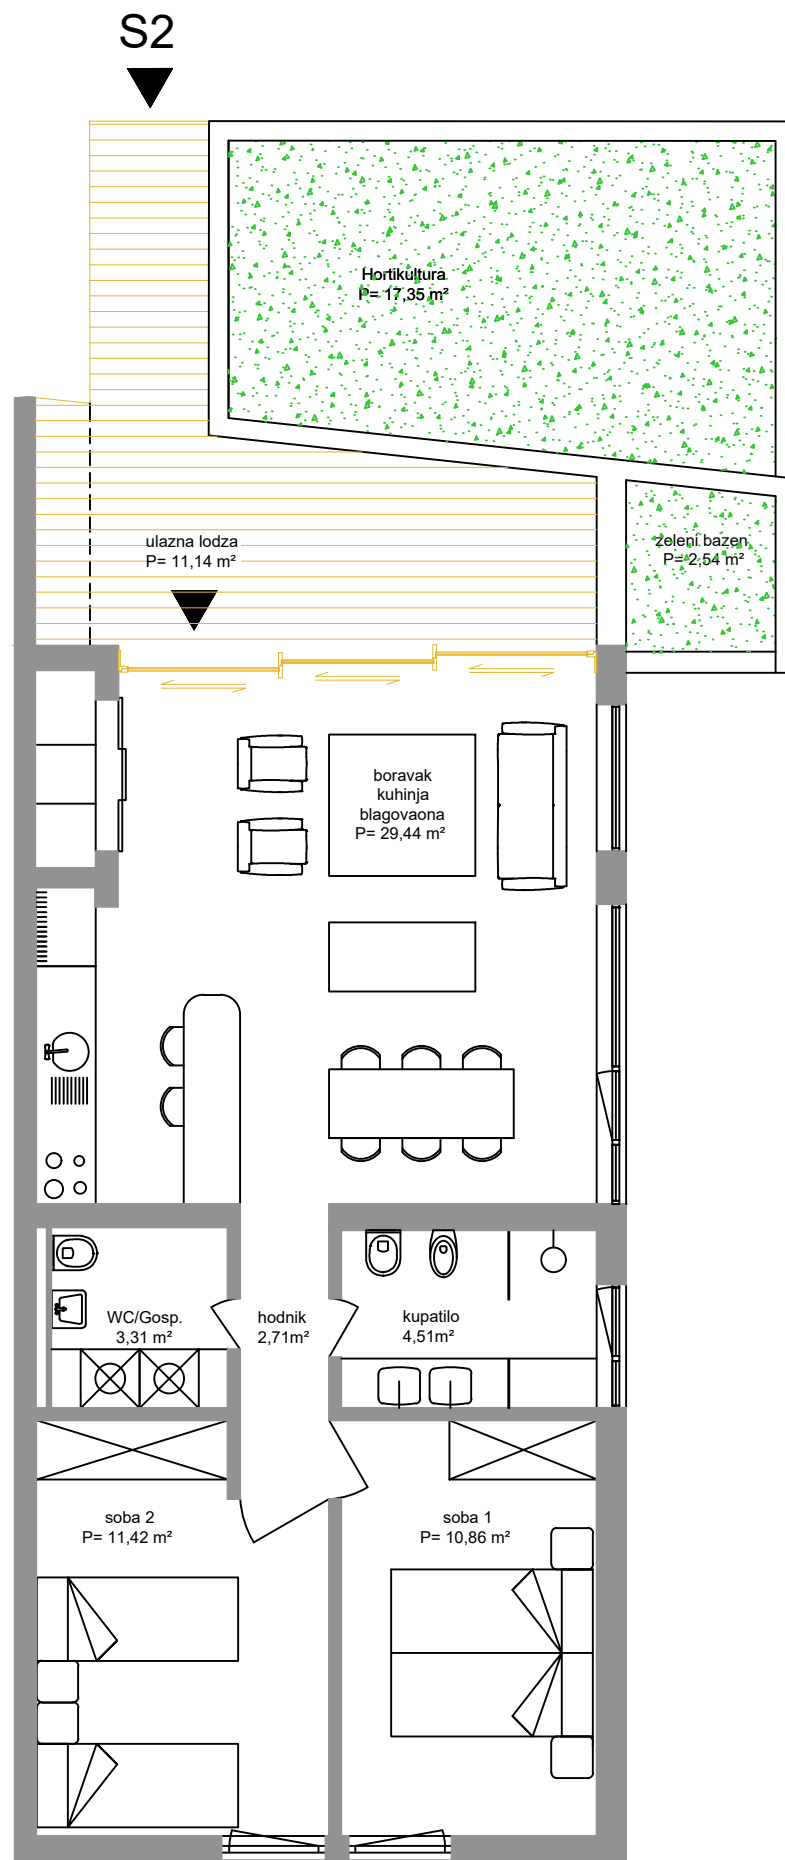 S2
Hortikultura
P= 17,35 m²
ulazna lodza
P= 11,14 m²
zeleni bazen
P= 2,54 m²
boravak
kuhinja
blagovaona
P= 29,44 m²
WC/Gosp.
3,31 m²
hodnik
2,71m²
kupatilo
4,51m²
soba 2
P= 11,42 m²
soba 1
P= 10,86 m²